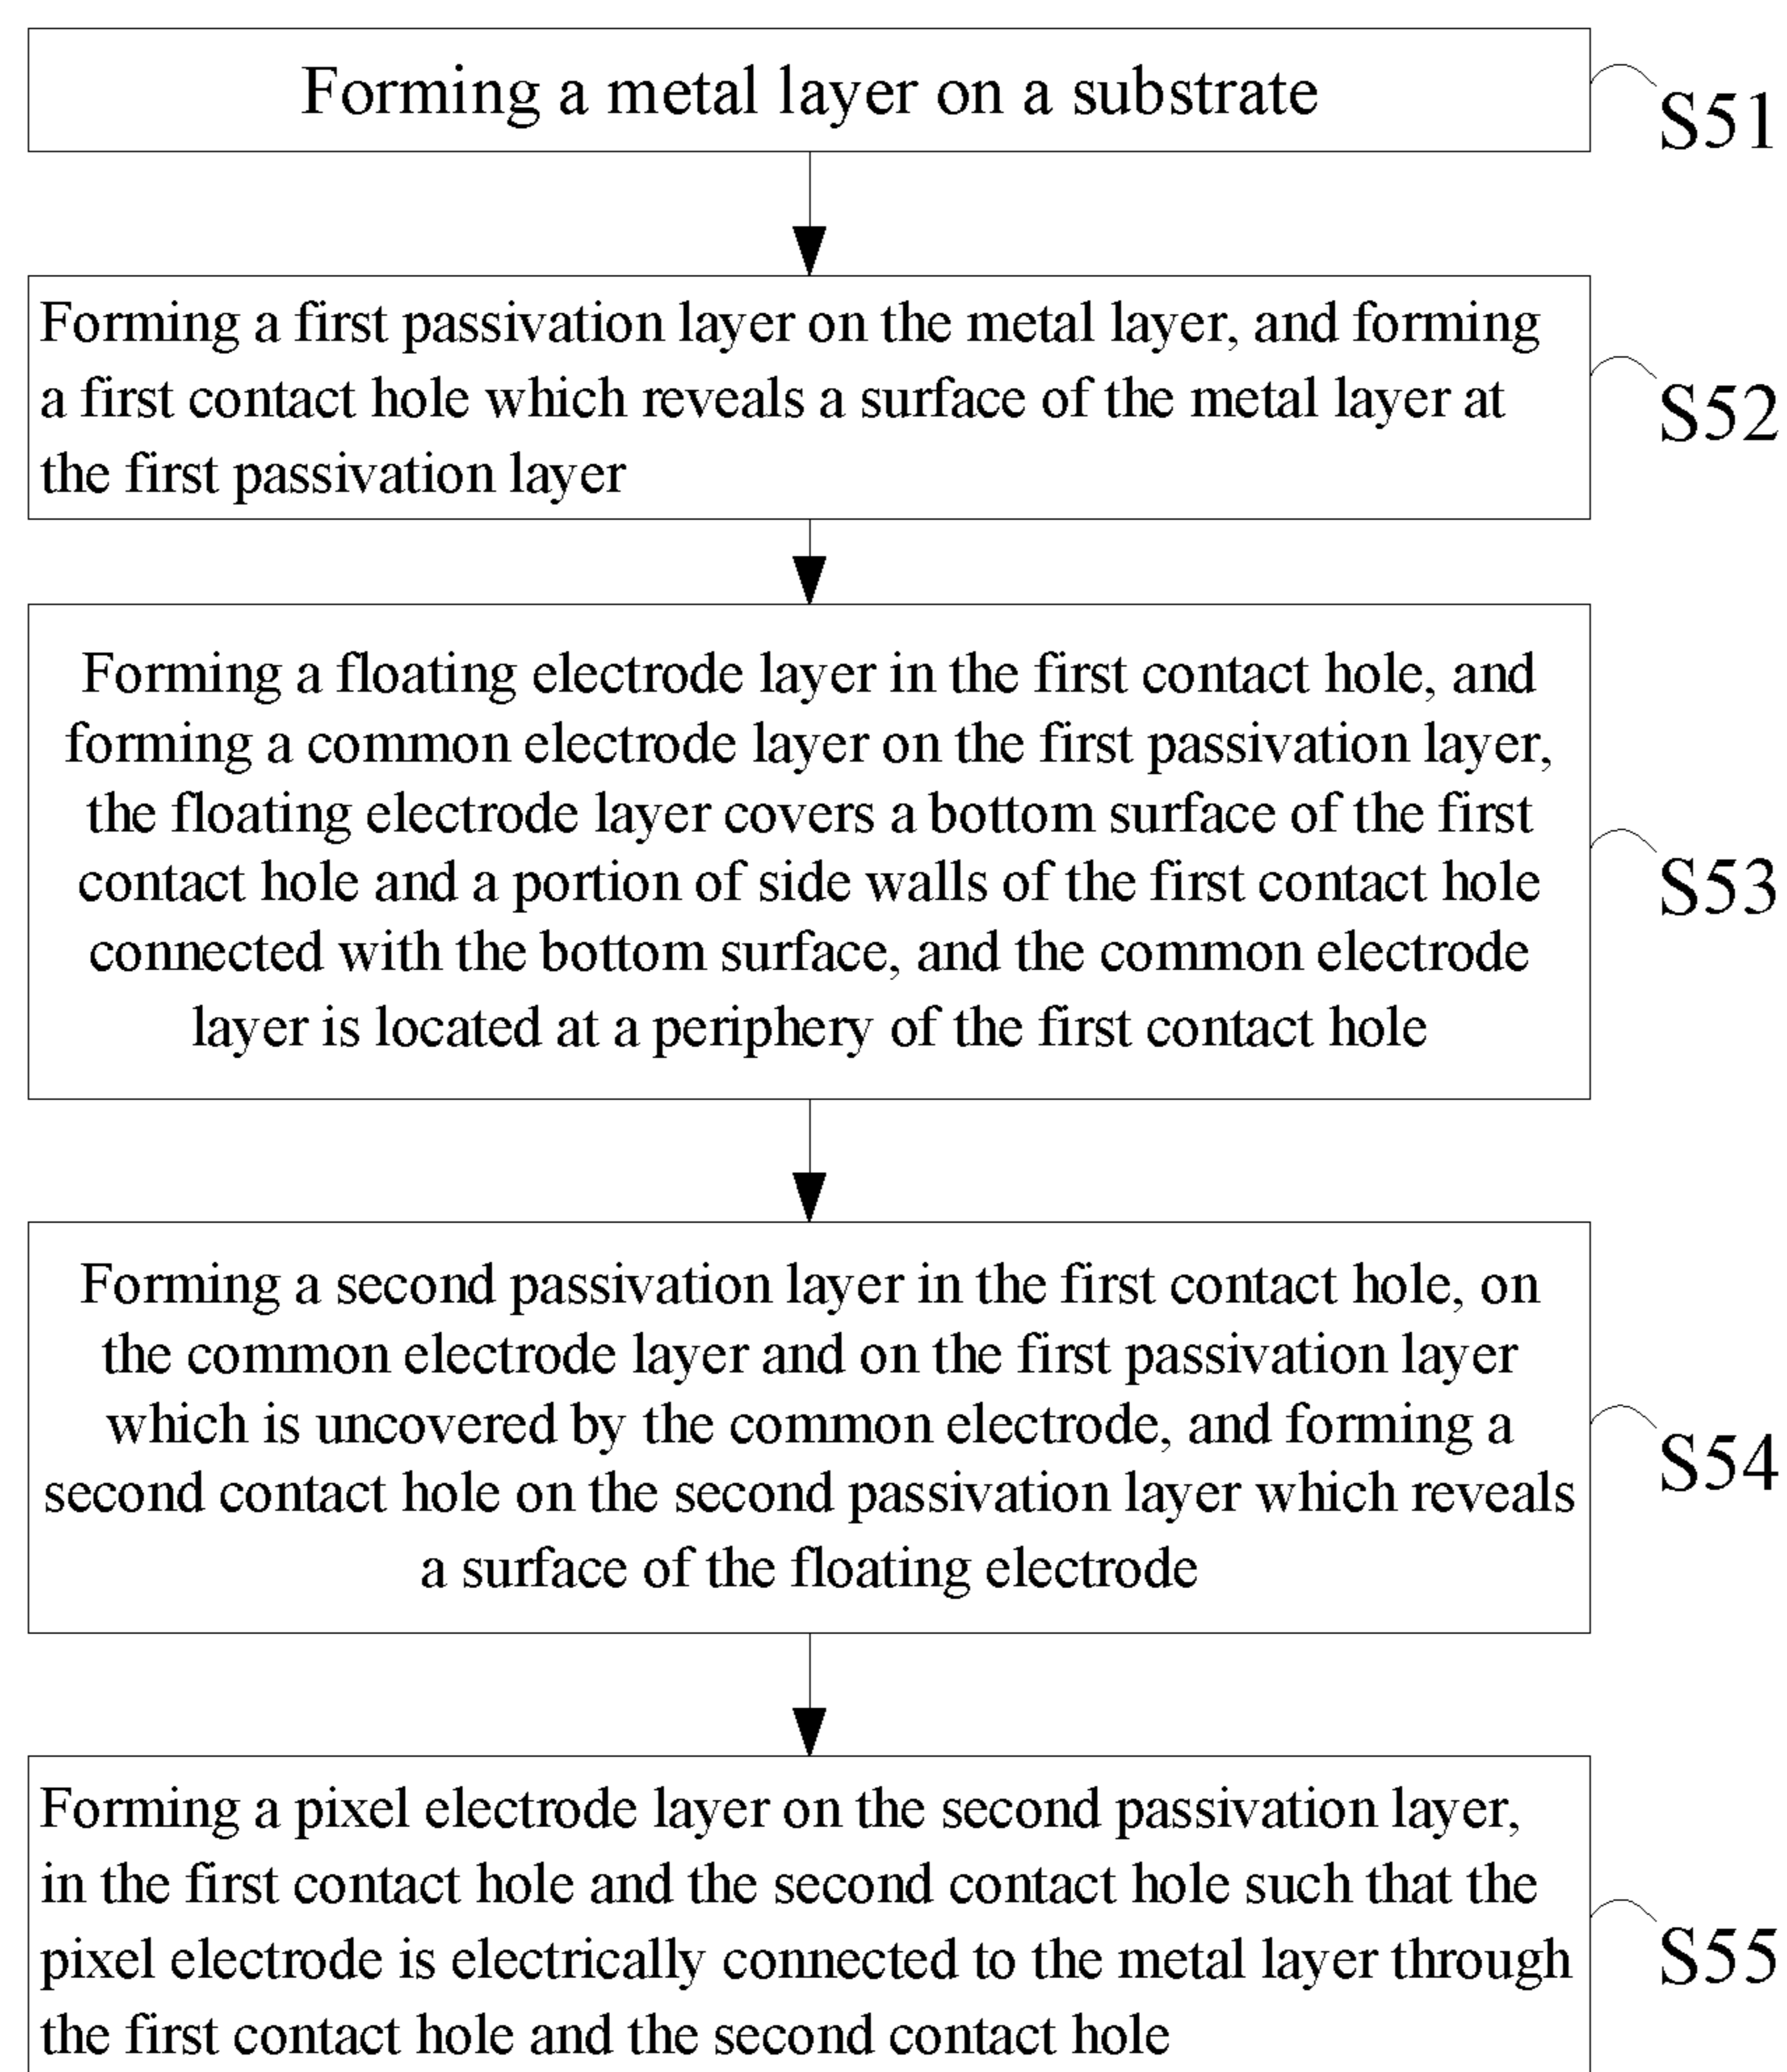 Forming a metal layer on a substrate
S51
Forming a first passivation layer on the metal layer, and forming
a first contact hole which reveals a surface of the metal layer at
the first passivation layer
S52
Forming a floating electrode layer in the first contact hole, and
forming a common electrode layer on the first passivation layer,
the floating electrode layer covers a bottom surface of the first
contact hole and a portion of side walls of the first contact hole
connected with the bottom surface, and the common electrode
layer is located at a periphery of the first contact hole
S53
Forming a second passivation layer in the first contact hole, on
the common electrode layer and on the first passivation layer
which is uncovered by the common electrode, and forming a
second contact hole on the second passivation layer which reveals
a surface of the floating electrode
S54
Forming a pixel electrode layer on the second passivation layer,
in the first contact hole and the second contact hole such that the
pixel electrode is electrically connected to the metal layer through
the first contact hole and the second contact hole
S55